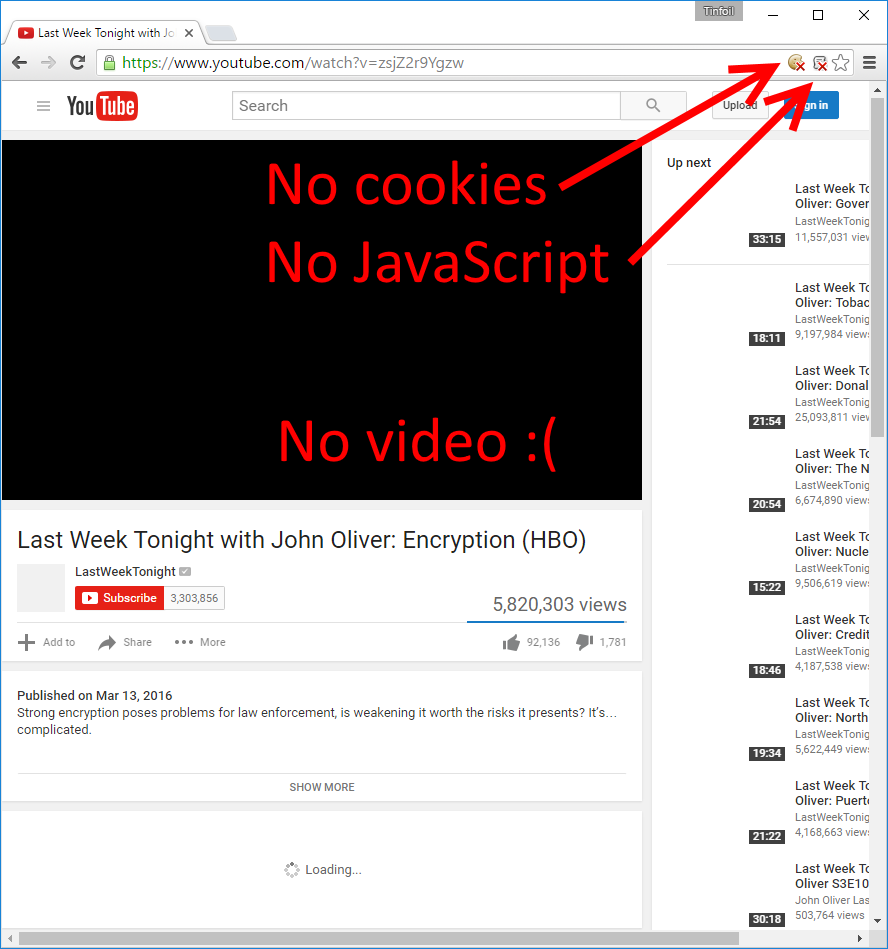 Tinfoil
Last Week Tonight with Jo
https://www.youtube.com/watch?v=zsjZ2r9Ygzw
YouTube
Search
Upload
in
No cookies
No JavaScript
No video :(
Up next
33:15
Last Week To
Oliver: Gover
LastWeekTonig
11,557,031 view
18:11
Last Week To
Oliver: Tobac
LastWeekTonig
9,197,984 views
21:54
Last Week To
Oliver: Donal
LastWeekTonig
25,093,811 view
20:54
Last Week To
Oliver: The N
LastWeekTonig
6,674,890 views
15:22
Last Week To
Oliver: Nucle
LastWeekTonig
9,506,619 views
18:46
Last Week To
Oliver: Credit
LastWeekTonig
4,187,538 views
19:34
Last Week To
Oliver: North
LastWeekTonig
5,622,449 views
21:22
Last Week To
Oliver: Puert
LastWeekTonig
4,168,663 views
30:18
Last Week To
Oliver S3E10
John Oliver Las
503,764 views
Last Week Tonight with John Oliver: Encryption (HBO)
LastWeekTonight
Subscribe 3,303,856
5,820,303 views
Add to Share More 92,136 1,781
Published on Mar 13, 2016
Strong encryption poses problems for law enforcement, is weakening it worth the risks it presents? It's...
complicated.
SHOW MORE
Loading...